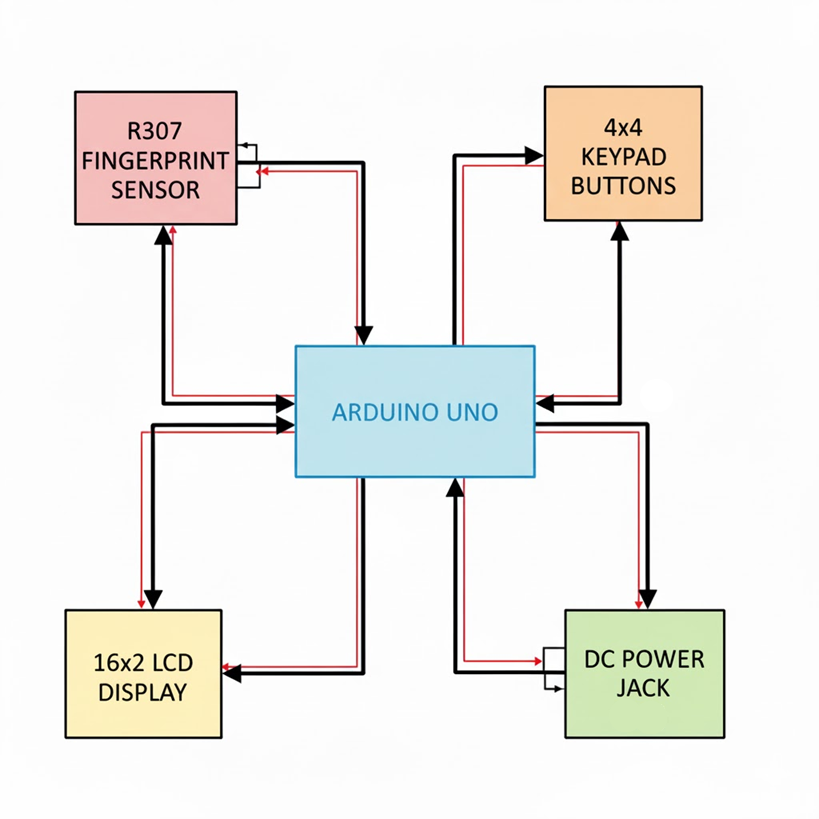 R307
FINGERPRINT
SENSOR
4x4
KEYPAD
BUTTONS
ARDUINO UNO
16x2 LCD
DISPLAY
DC POWER
JACK